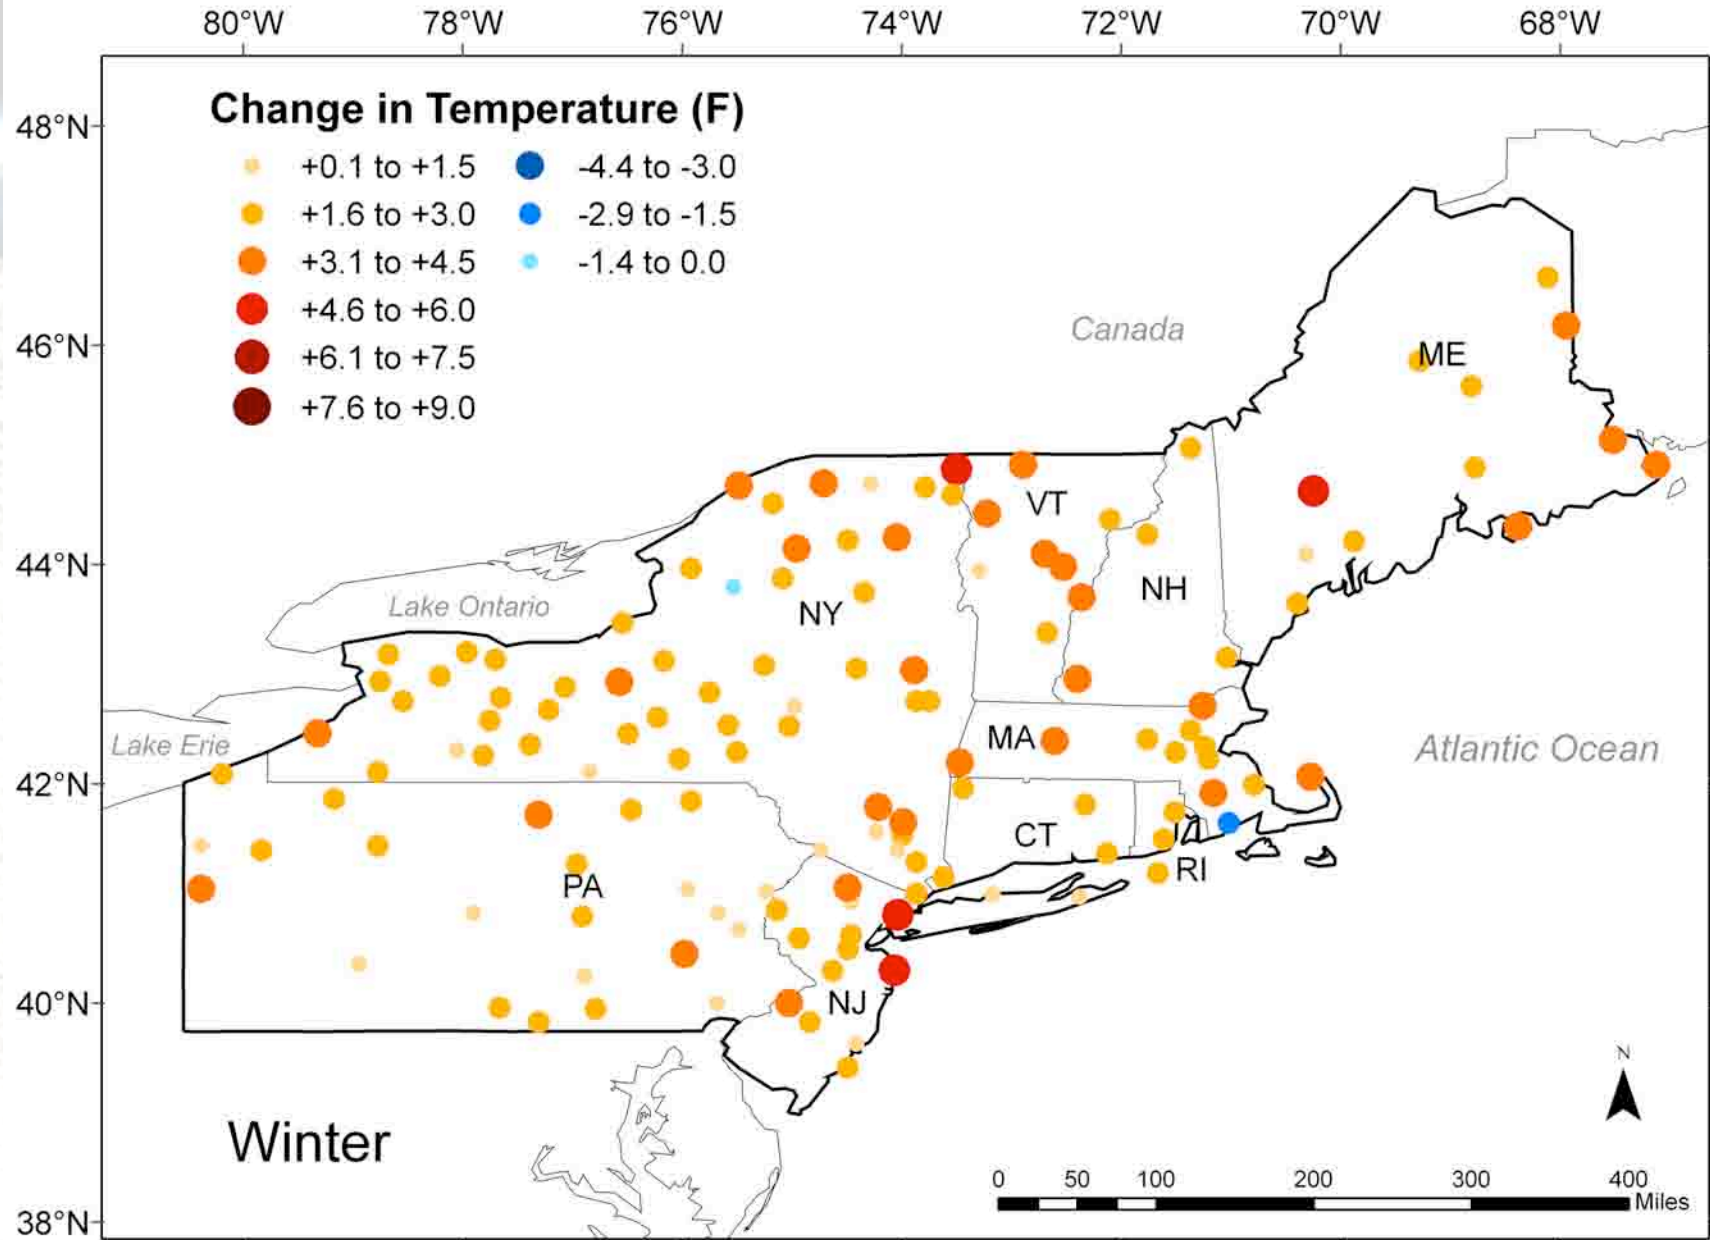 80°W 78°W 76°W 74°W 72°W 70°W 68°W
Change in Temperature (F)
+0.1 to +1.5 -4.4 to -3.0
+1.6 to +3.0 -2.9 to -1.5
+3.1 to +4.5 -1.4 to 0.0
+4.6 to +6.0
+6.1 to +7.5
+7.6 to +9.0
48°N
46°N
44°N
42°N
40°N
38°N
Canada
ME
VT
NH
Lake Ontario
NY
Lake Erie
MA
Atlantic Ocean
CT
RI
PA
NJ
Winter
N
0 50 100 200 300 400
Miles